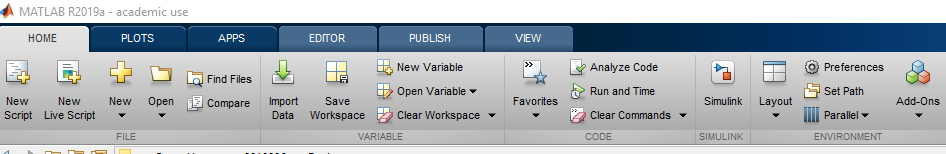 MATLAB R2019a - academic use
HOME PLOTS APPS EDITOR PUBLISH VIEW
New Script
New Live Script
New
Open
Find Files
Compare
FILE
Import Data
Save Workspace
New Variable
Open Variable
Clear Workspace
VARIABLE
Favorites
Analyze Code
Run and Time
Clear Commands
CODE
Simulink
SIMULINK
Layout
Preferences
Set Path
Parallel
Add-Ons
ENVIRONMENT